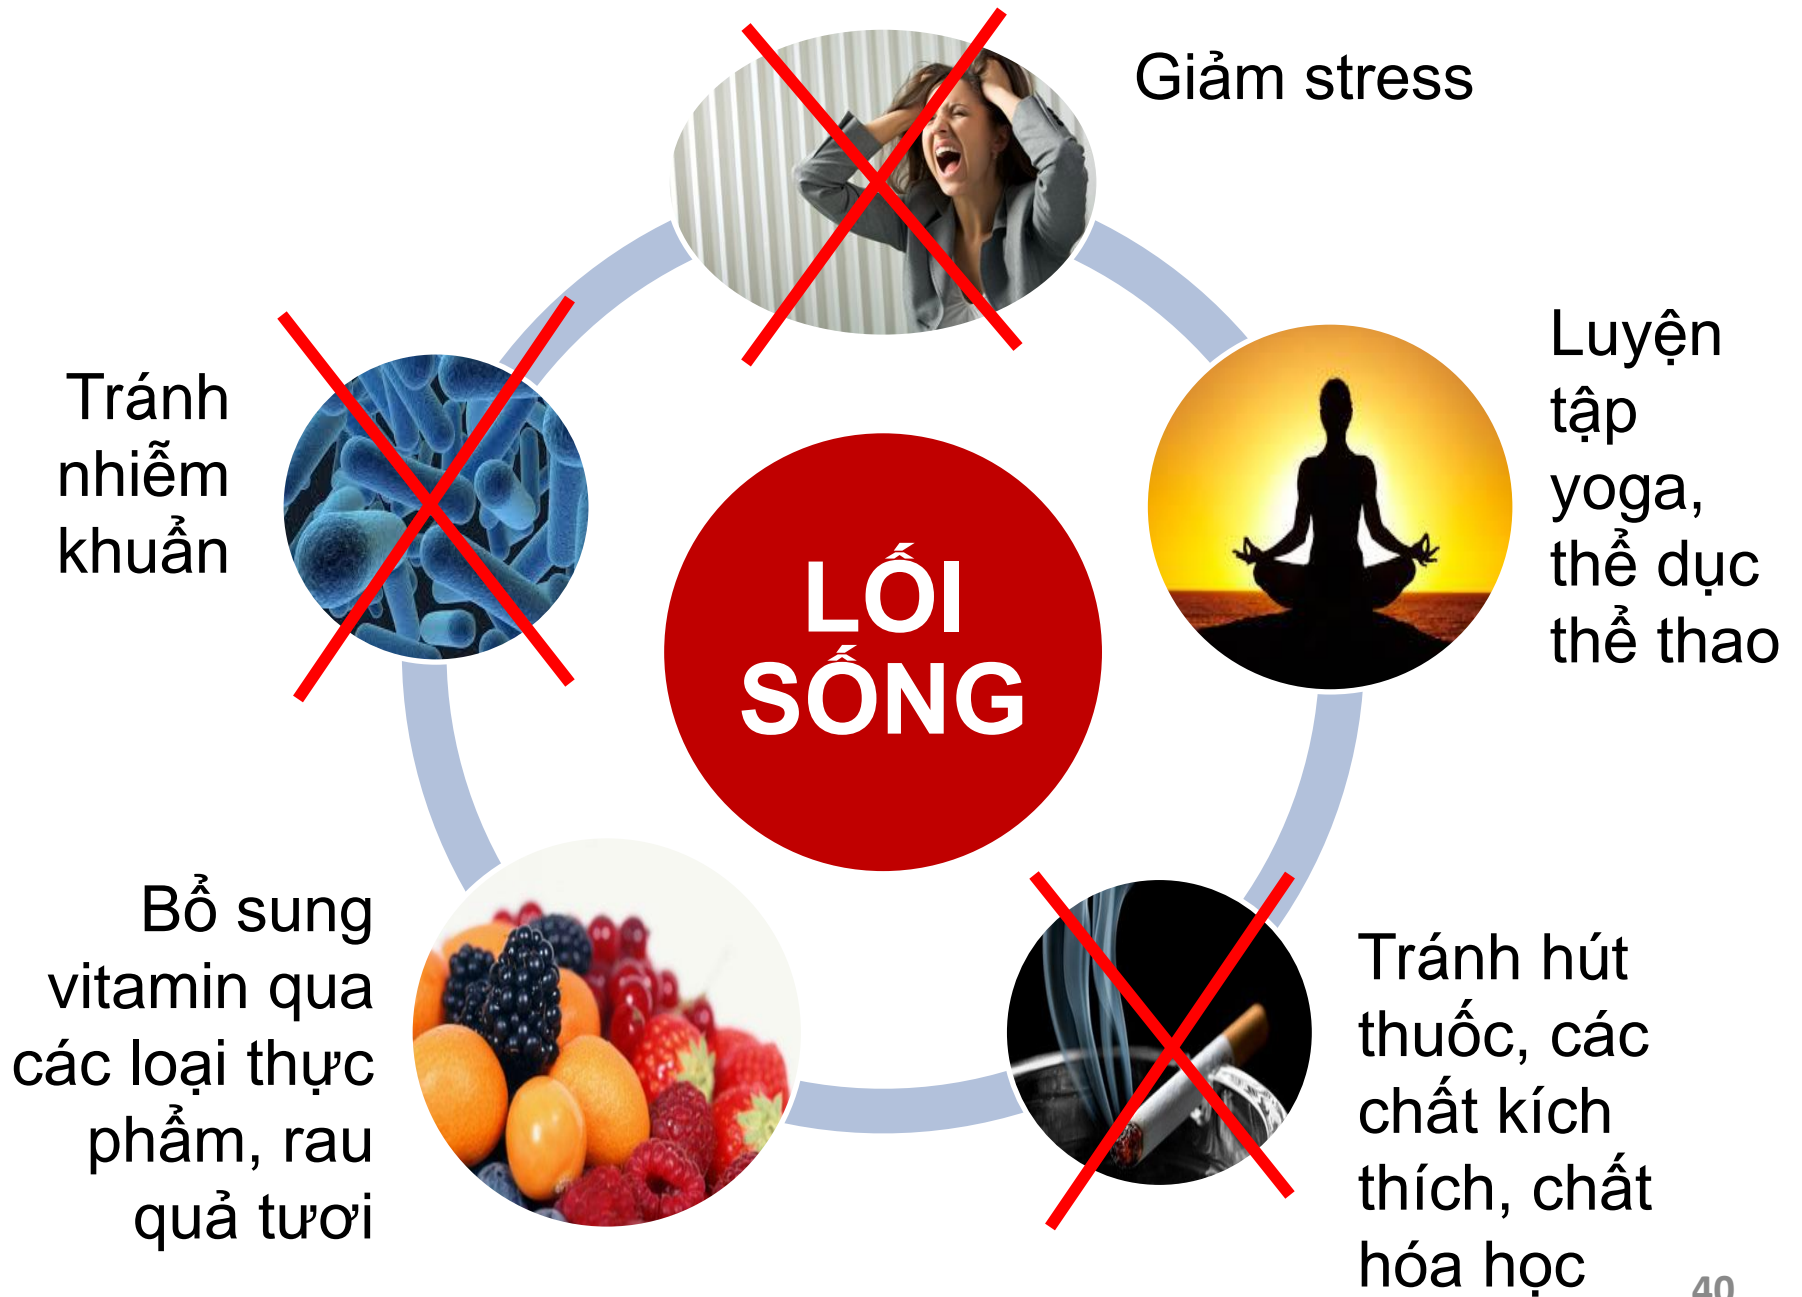 Giảm stress
Luyện
tập
yoga,
thể dục
thể thao
Tránh
nhiễm
khuẩn
LỐI
SỐNG
Bổ sung
vitamin qua
các loại thực
phẩm, rau
quả tươi
Tránh hút
thuốc, các
chất kích
thích, chất
hóa học
40